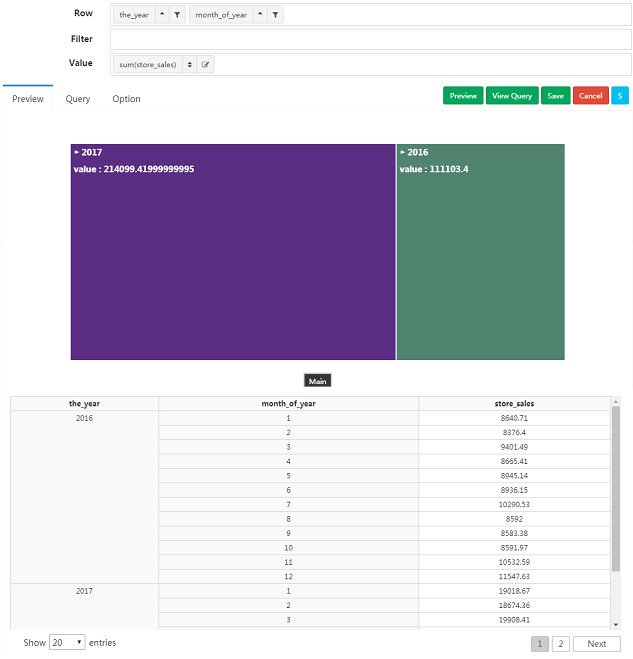 Row the_year month_of_year
Filter
Value sum(store_sales)
Preview Query Option Preview View Query Save Cancel S
2017 2016
value : 214099.41999999995 value : 111103.4
Main
the_year month_of_year store_sales
2016 1 8640.71
2 8376.4
3 9401.49
4 8665.41
5 8945.14
6 8936.15
7 10290.53
8 8592
9 8583.38
10 8591.97
11 10532.59
12 11547.63
2017 1 19018.67
2 18674.36
3 19908.41
Show 20 entries 1 2 Next